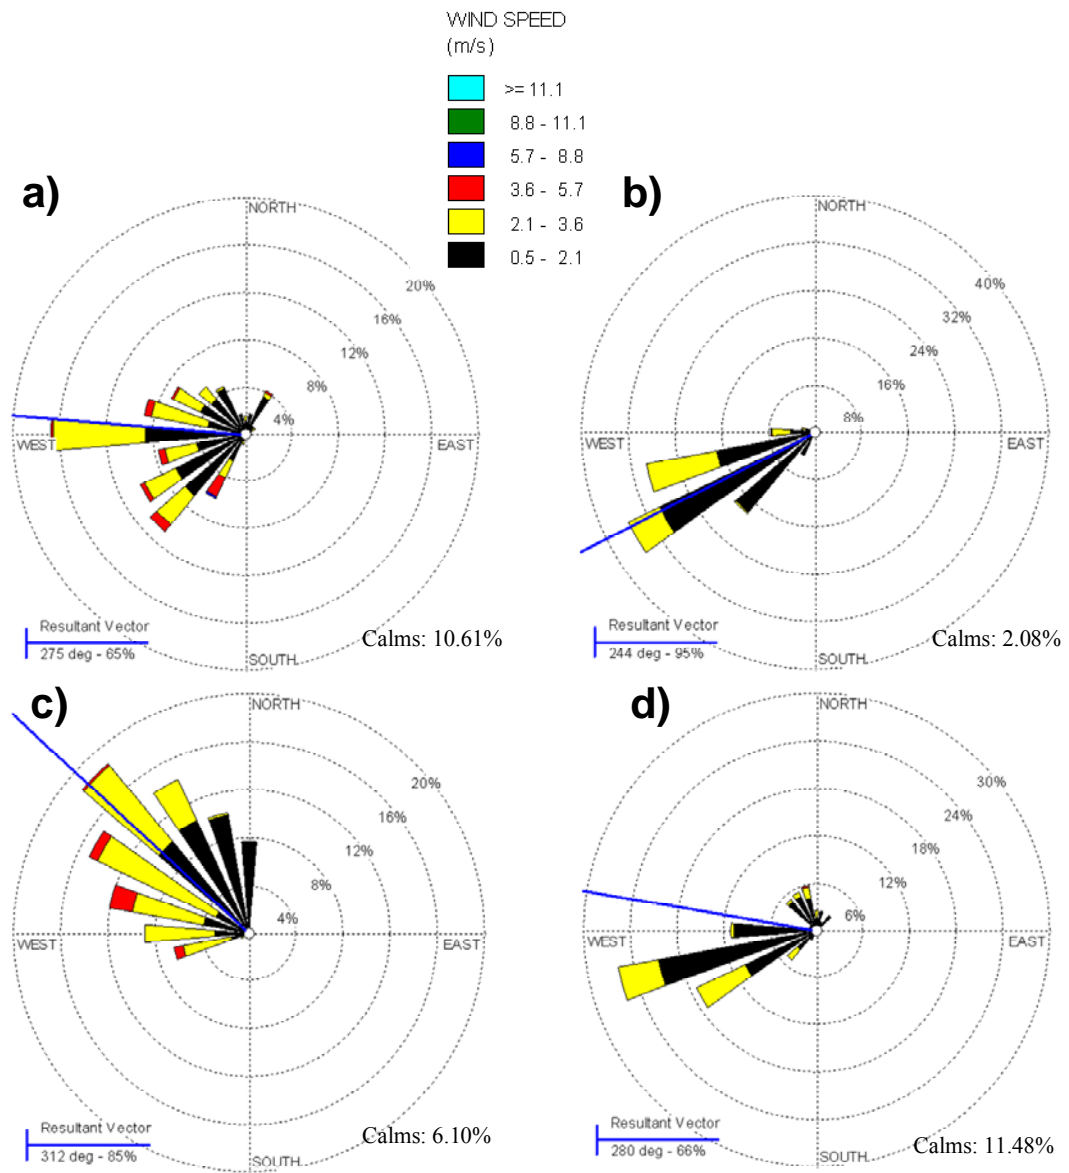 WIND SPEED
(m/s)
>= 11.1
8.8 - 11.1
5.7 - 8.8
3.6 - 5.7
2.1 - 3.6
0.5 - 2.1
a)
NORTH
20%
16%
12%
8%
4%
WEST
EAST
SOUTH
Resultant Vector
275 deg - 65%
Calms: 10.61%
b)
NORTH
40%
32%
24%
16%
8%
WEST
EAST
SOUTH
Resultant Vector
244 deg - 95%
Calms: 2.08%
c)
NORTH
20%
16%
12%
8%
4%
WEST
EAST
SOUTH
Resultant Vector
312 deg - 85%
Calms: 6.10%
d)
NORTH
30%
24%
18%
12%
6%
WEST
EAST
SOUTH
Resultant Vector
280 deg - 66%
Calms: 11.48%